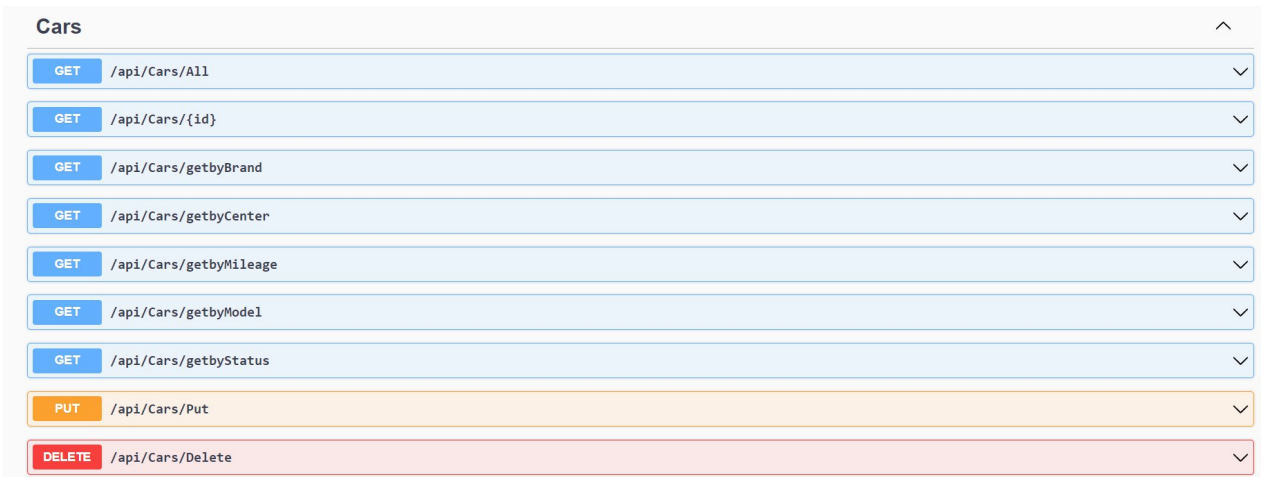 Cars
GET /api/Cars/All
GET /api/Cars/{id}
GET /api/Cars/getbyBrand
GET /api/Cars/getbyCenter
GET /api/Cars/getbyMileage
GET /api/Cars/getbyModel
GET /api/Cars/getbyStatus
PUT /api/Cars/Put
DELETE /api/Cars/Delete